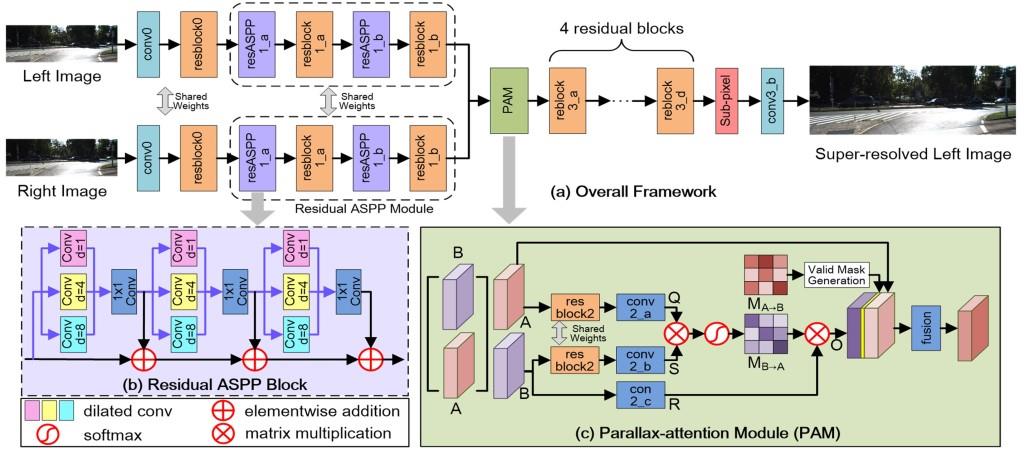 Left Image
conv0
resblock0
resASPP
1_a
resblock
1_a
resASPP
1_b
resblock
1_b
Shared
Weights
Shared
Weights
Right Image
conv0
resblock0
resASPP
1_a
resblock
1_a
resASPP
1_b
resblock
1_b
Residual ASPP Module
PAM
4 residual blocks
reblock
3_a
reblock
3_d
Sub-pixel
conv3_b
Super-resolved Left Image
(a) Overall Framework
Conv
d=1
Conv
d=4
Conv
d=8
1x1
Conv
Conv
d=1
Conv
d=4
Conv
d=8
1x1
Conv
Conv
d=1
Conv
d=4
Conv
d=8
1x1
Conv
(b) Residual ASPP Block
dilated conv
elementwise addition
softmax
matrix multiplication
B
A
A
B
res
block2
conv
2_a
Q
Shared
Weights
res
block2
conv
2_b
S
con
2_c
R
MA→B
MB→A
Valid Mask
Generation
O
fusion
(c) Parallax-attention Module (PAM)